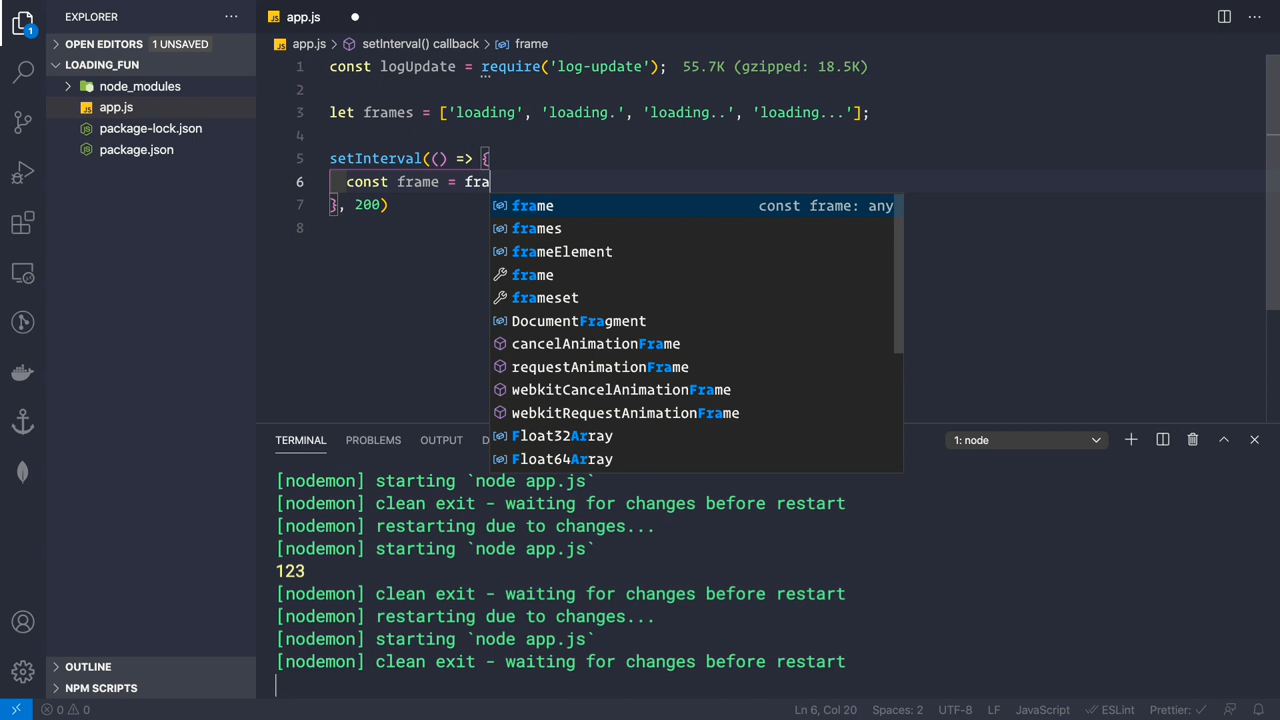 EXPLORER
···
JS app.js
···
1
OPEN EDITORS 1 UNSAVED
LOADING_FUN
node_modules
JS app.js
package-lock.json
package.json
OUTLINE
NPM SCRIPTS
JS app.js > setInterval() callback > frame
1 const logUpdate = require('log-update'); 55.7K (gzipped: 18.5K)
2
3 let frames = ['loading', 'loading.', 'loading..', 'loading...'];
4
5 setInterval(() => {
6 const frame = fra
7 }, 200)
8
frame const frame: any
frames
frameElement
frame
frameset
DocumentFragment
cancelAnimationFrame
requestAnimationFrame
webkitCancelAnimationFrame
webkitRequestAnimationFrame
Float32Array
Float64Array
TERMINAL PROBLEMS OUTPUT D 1: node
[nodemon] starting `node app.js`
[nodemon] clean exit - waiting for changes before restart
[nodemon] restarting due to changes...
[nodemon] starting `node app.js`
123
[nodemon] clean exit - waiting for changes before restart
[nodemon] restarting due to changes...
[nodemon] starting `node app.js`
[nodemon] clean exit - waiting for changes before restart
0 0 Ln 6, Col 20 Spaces: 2 UTF-8 LF JavaScript ESLint Prettier: